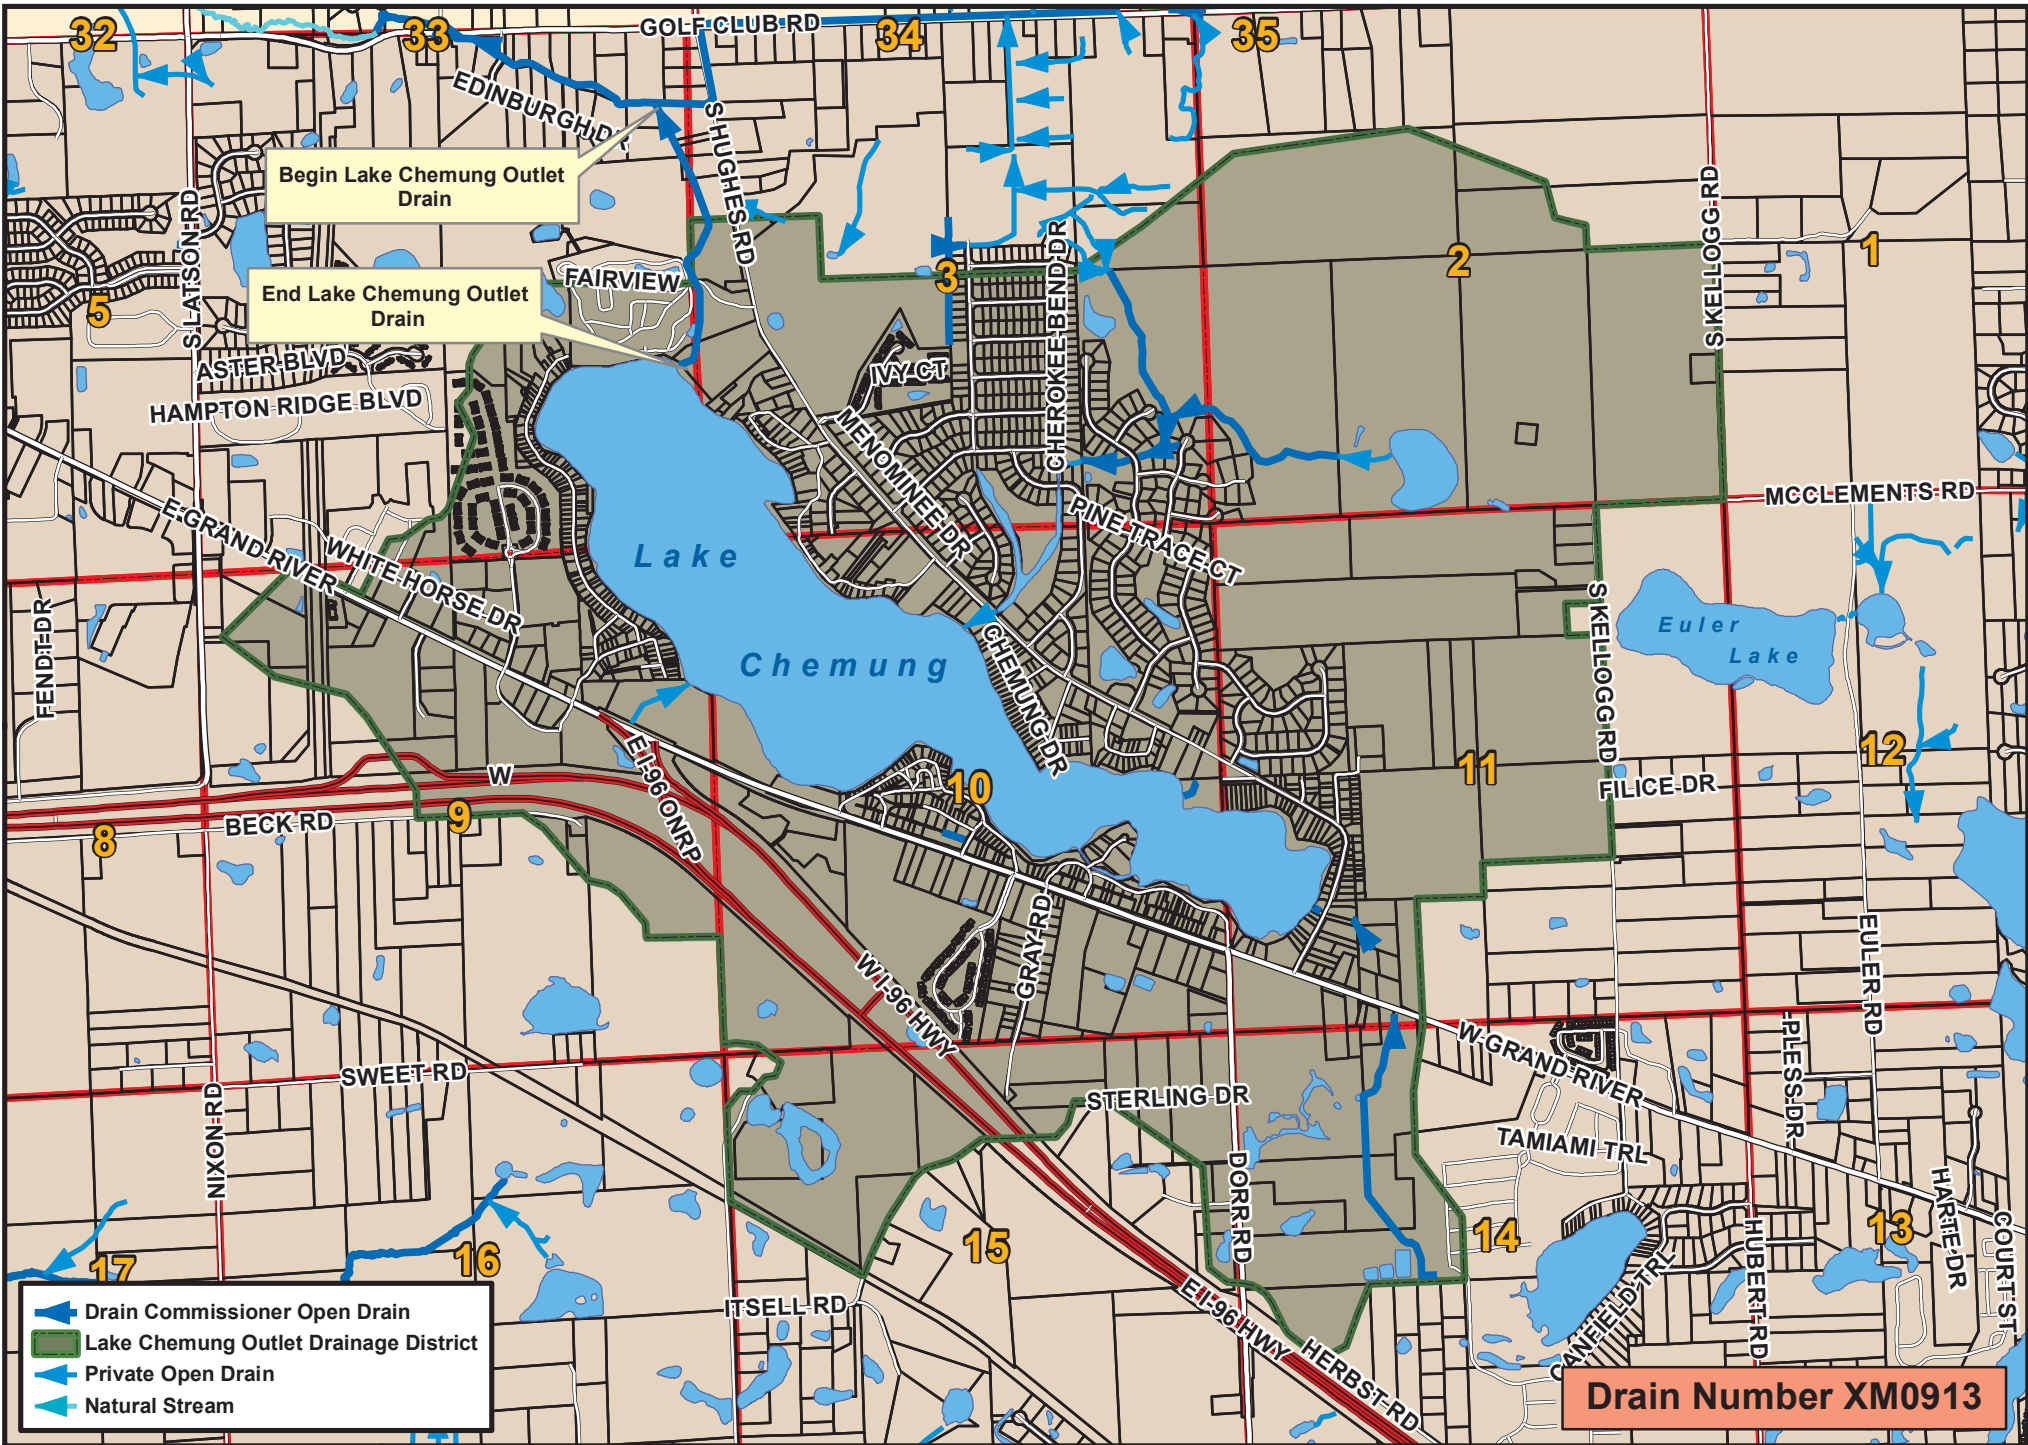 32
33
GOLF CLUB RD
34
35
EDINBURGH DR
S HUGHES RD
Begin Lake Chemung Outlet
Drain
S LATSON RD
S KELLOGG RD
1
2
3
5
FAIRVIEW
End Lake Chemung Outlet
Drain
CHEROKEE BEND DR
ASTER BLVD
IVY CT
HAMPTON RIDGE BLVD
MENOMINEE DR
E GRAND RIVER
WHITE HORSE DR
MCCLEMENTS RD
PINE TRACE CT
Lake
Chemung
FENDT DR
CHEMUNG DR
S KELLOGG RD
Euler
Lake
E I-96 ONRP
W
8
BECK RD
9
10
11
12
FILICE DR
GRAY RD
W I-96 HWY
EULER RD
W GRAND RIVER
PLESS DR
SWEET RD
NIXON RD
STERLING DR
TAMIAMI TRL
DORR RD
HARTE DR
COURT ST
HUBERT RD
CANFIELD TRL
17
16
15
14
13
ITSELL RD
E I-96 HWY
HERBST RD
Drain Commissioner Open Drain
Lake Chemung Outlet Drainage District
Private Open Drain
Natural Stream
Drain Number XM0913